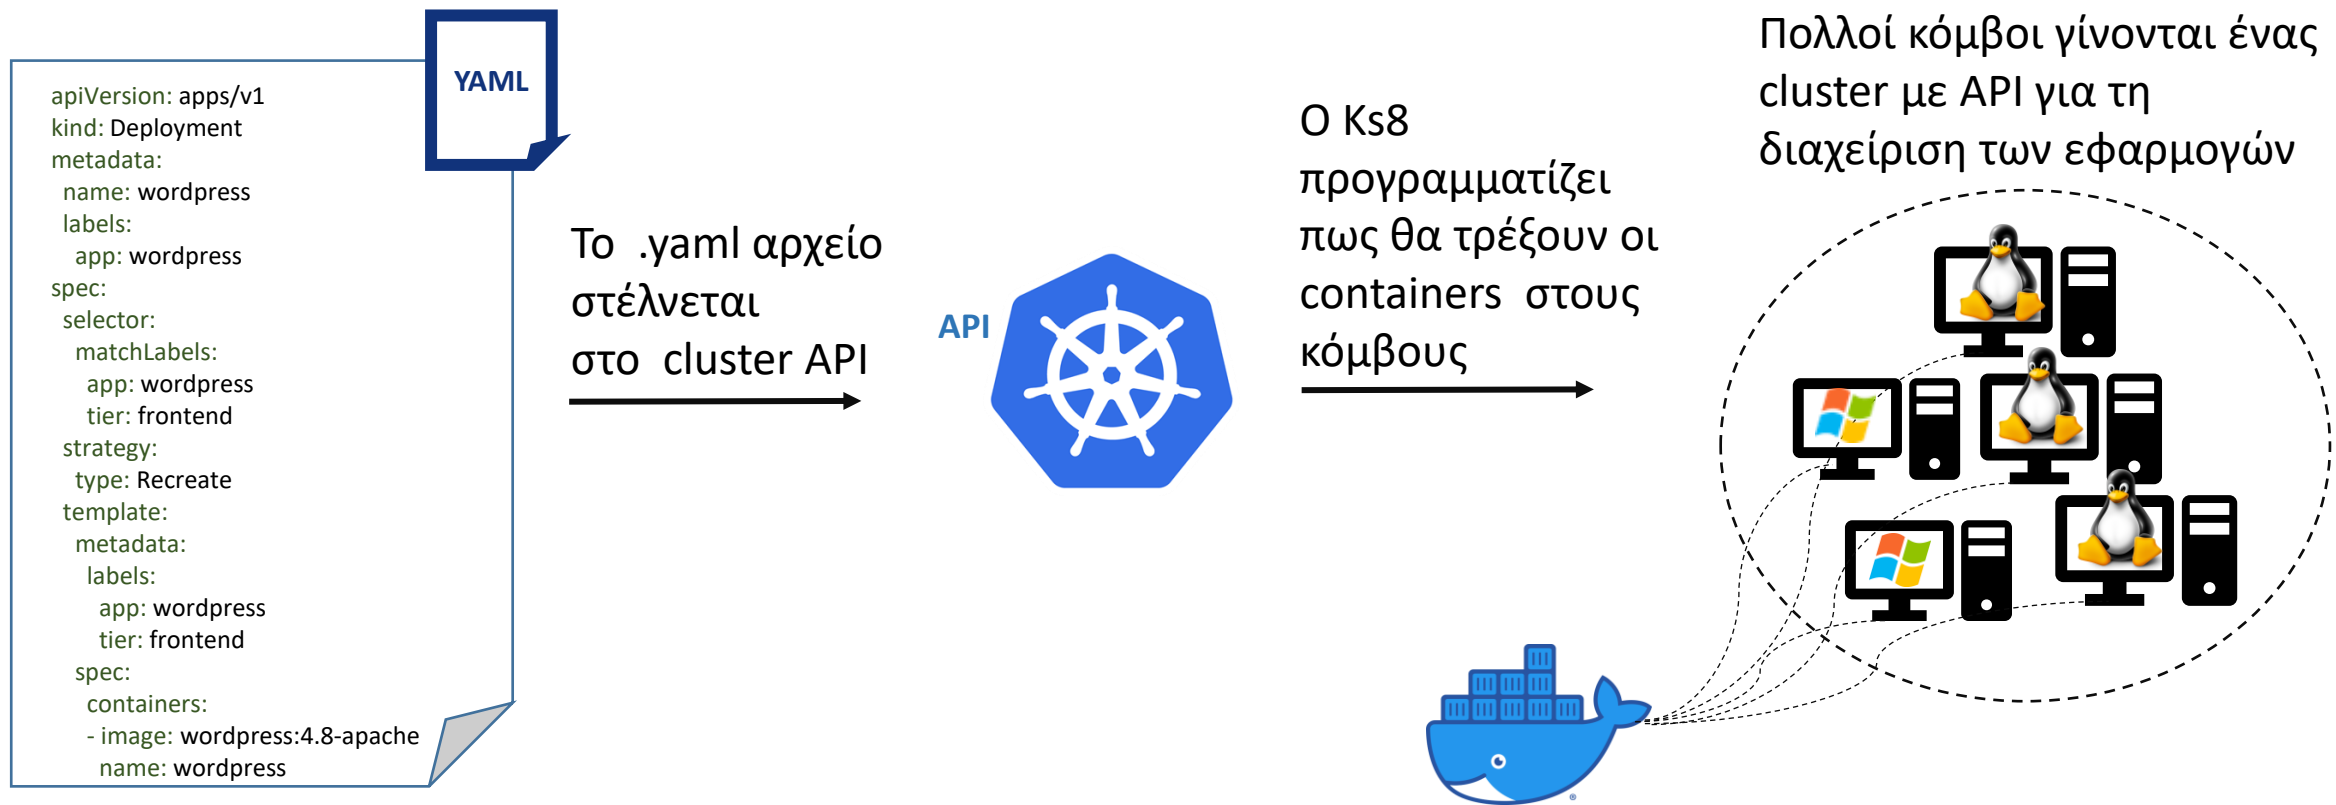 YAML
apiVersion: apps/v1
kind: Deployment
metadata:
name: wordpress
labels:
app: wordpress
spec:
selector:
matchLabels:
app: wordpress
tier: frontend
strategy:
type: Recreate
template:
metadata:
labels:
app: wordpress
tier: frontend
spec:
containers:
- image: wordpress:4.8-apache
name: wordpress
Το .yaml αρχείο
στέλνεται
στο cluster API
API
Ο Ks8
προγραμματίζει
πως θα τρέξουν οι
containers στους
κόμβους
Πολλοί κόμβοι γίνονται ένας
cluster με API για τη
διαχείριση των εφαρμογών